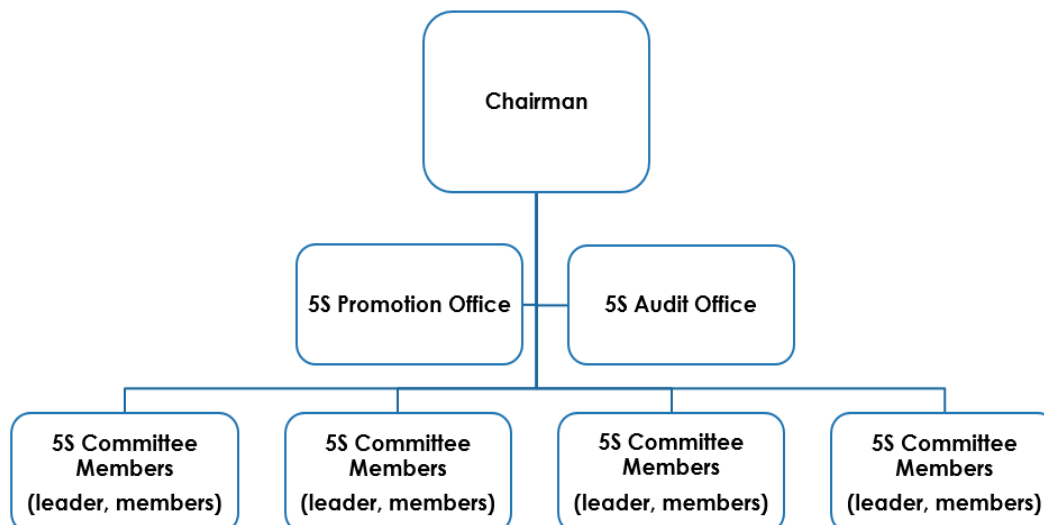 Chairman
5S Promotion Office
5S Audit Office
5S Committee
Members
(leader, members)
5S Committee
Members
(leader, members)
5S Committee
Members
(leader, members)
5S Committee
Members
(leader, members)